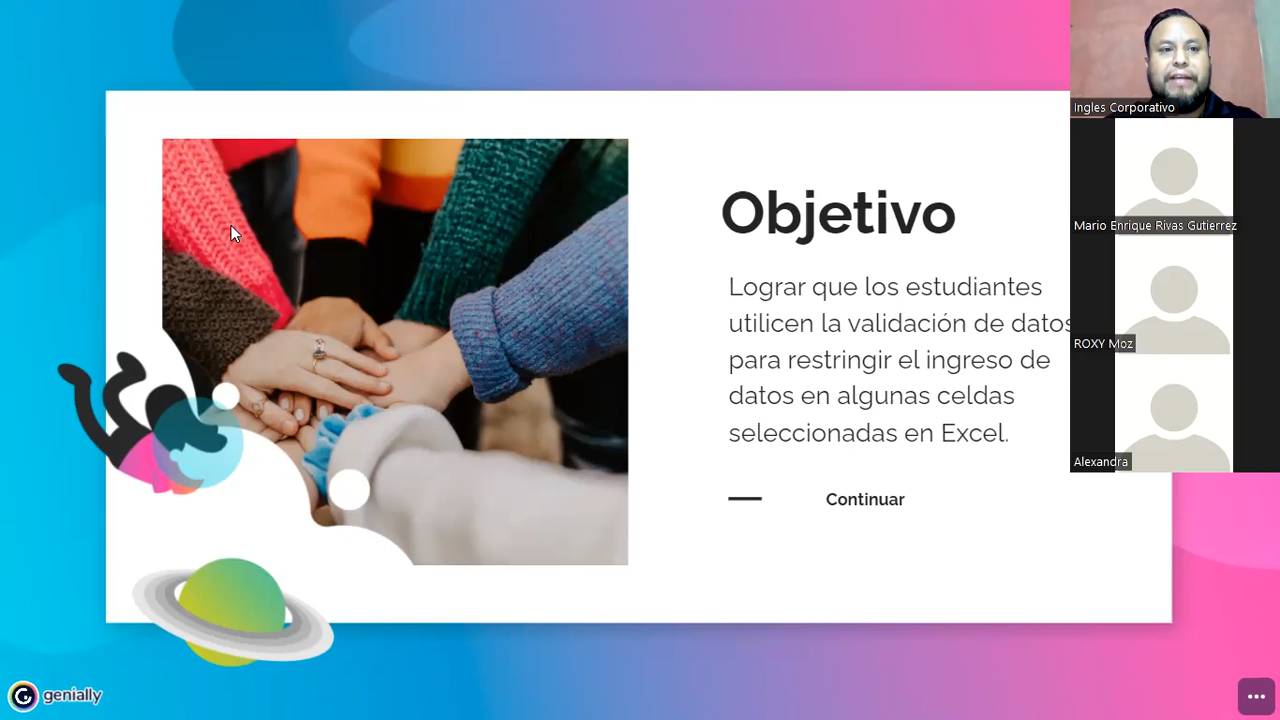 Ingles Corporativo
Mario Enrique Rivas Gutierrez
ROXY Moz
Alexandra
Objetivo
Lograr que los estudiantes
utilicen la validación de datos
para restringir el ingreso de
datos en algunas celdas
seleccionadas en Excel.
Continuar
genially